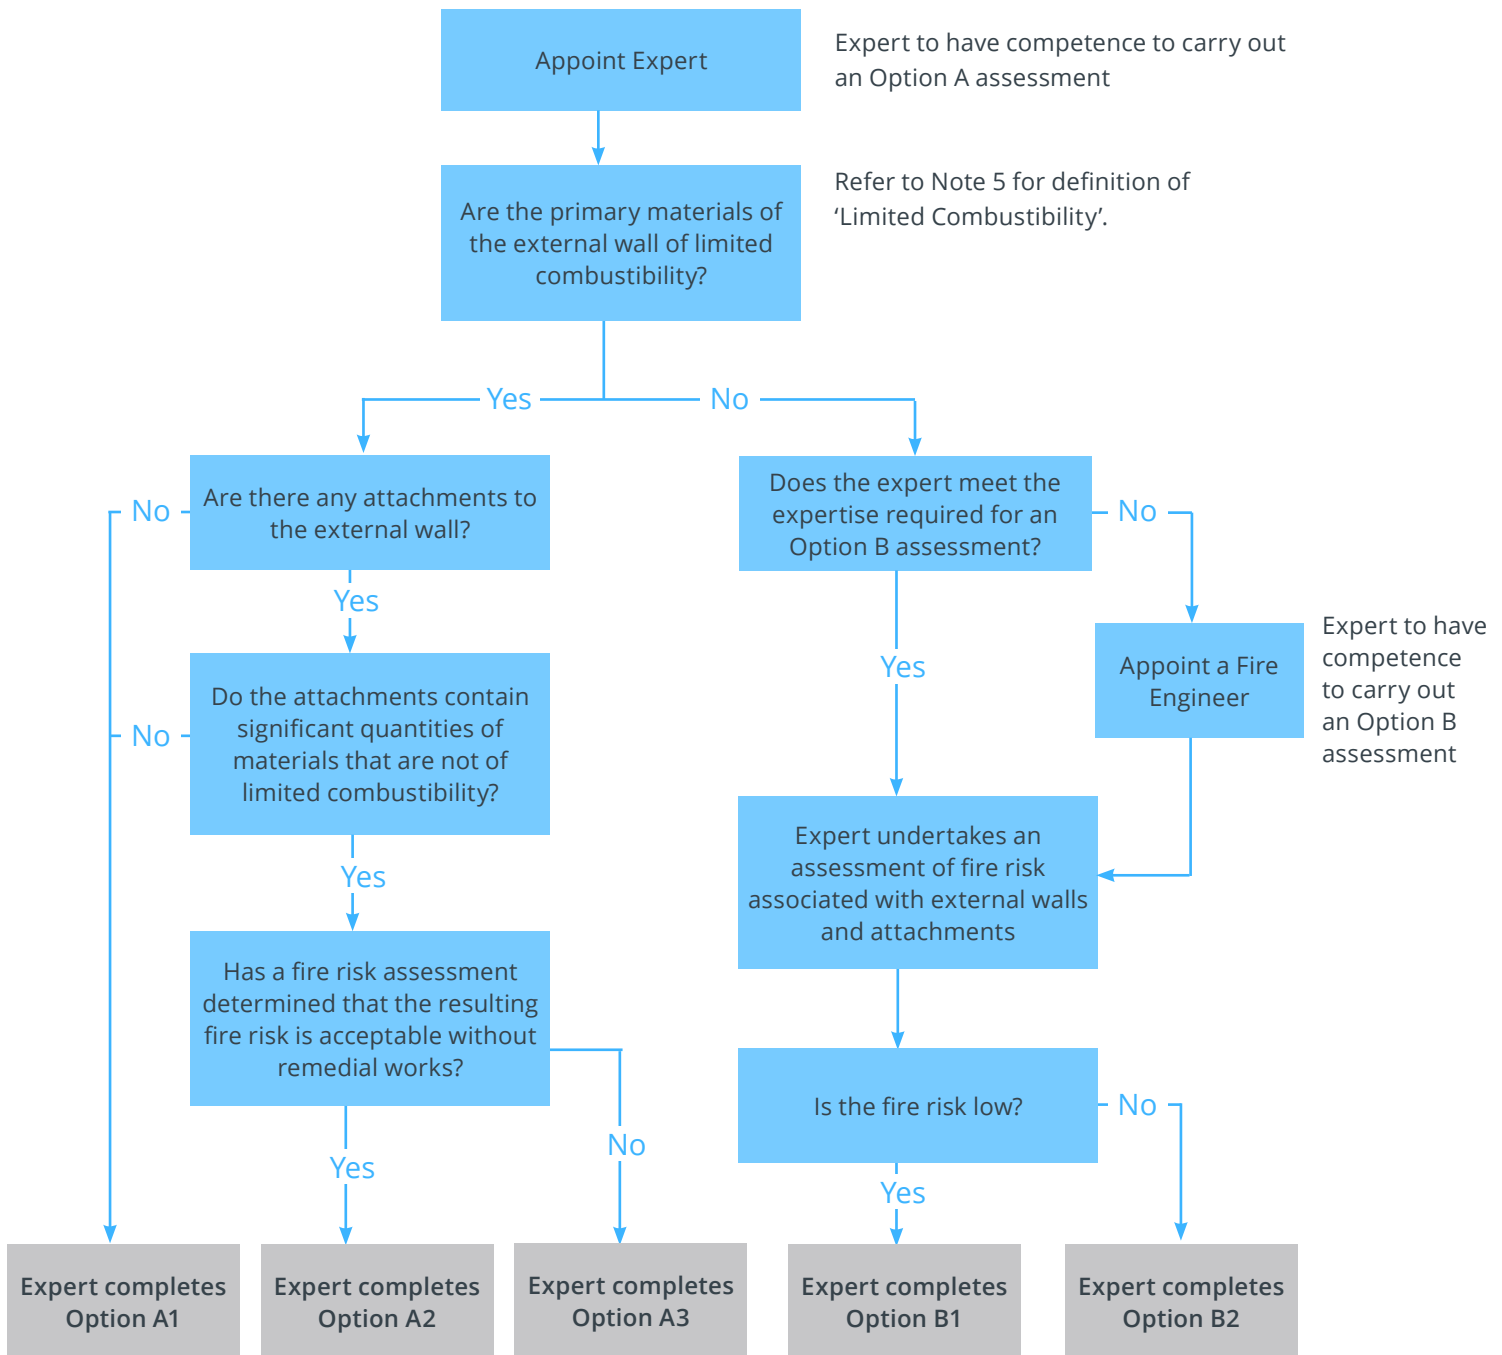 Appoint Expert
Expert to have competence to carry out
an Option A assessment
Are the primary materials of
the external wall of limited
combustibility?
Refer to Note 5 for definition of
‘Limited Combustibility’.
Yes
No
Are there any attachments to
the external wall?
No
Yes
Does the expert meet the
expertise required for an
Option B assessment?
No
Yes
Appoint a Fire
Engineer
Expert to have
competence
to carry out
an Option B
assessment
Do the attachments contain
significant quantities of
materials that are not of
limited combustibility?
No
Yes
Expert undertakes an
assessment of fire risk
associated with external walls
and attachments
Has a fire risk assessment
determined that the resulting
fire risk is acceptable without
remedial works?
Yes
No
Is the fire risk low?
No
Yes
Expert completes
Option A1
Expert completes
Option A2
Expert completes
Option A3
Expert completes
Option B1
Expert completes
Option B2